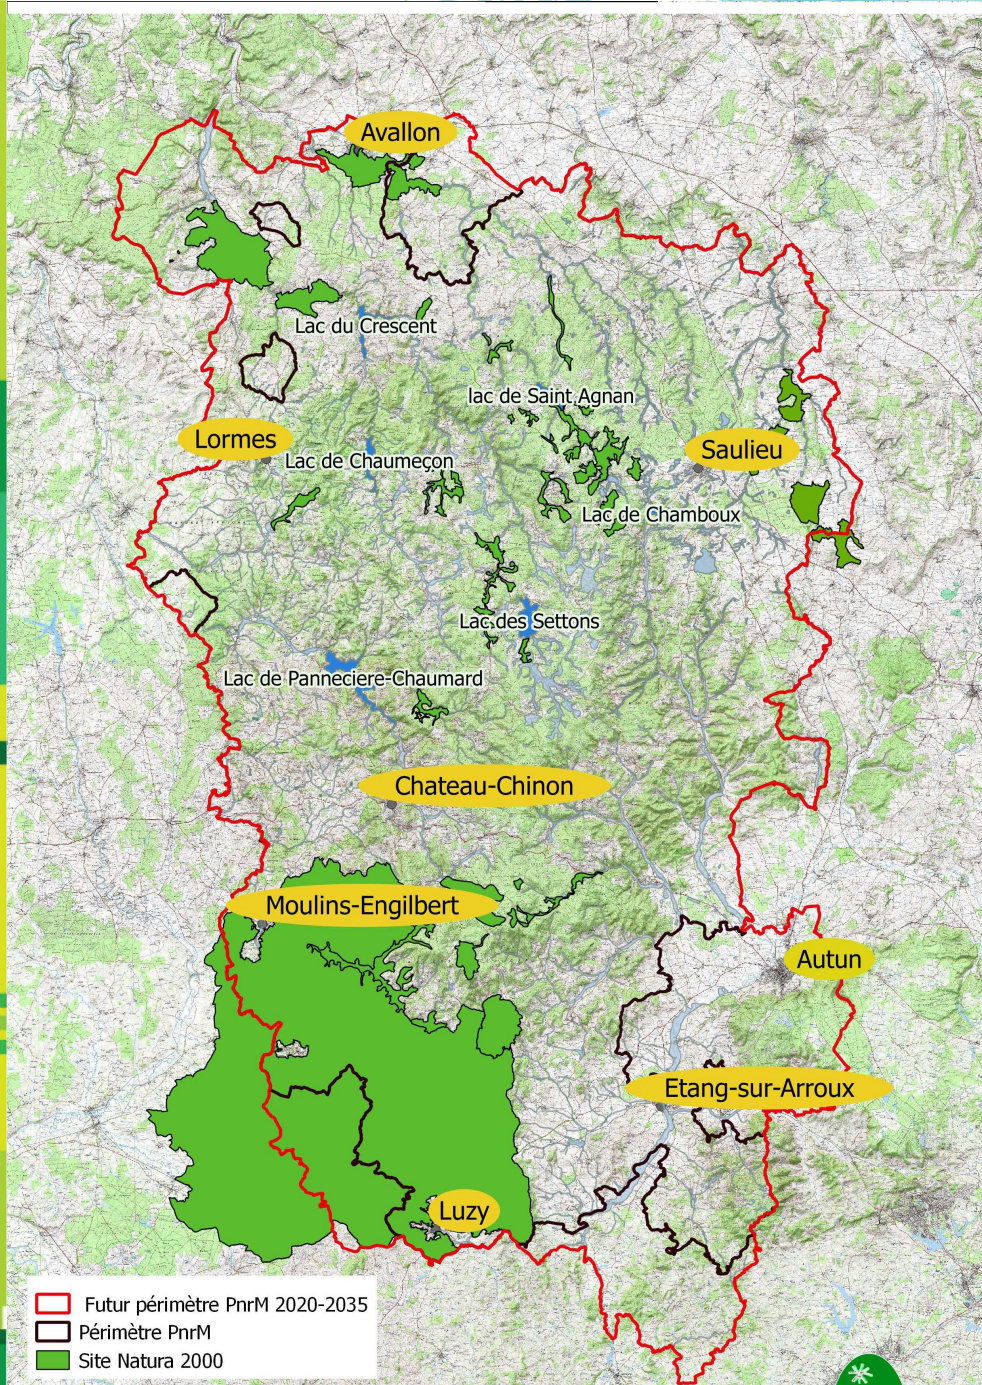 Avallon
Lac du Crescent
lac de Saint Agnan
Lormes
Saulieu
Lac de Chaumeçon
Lac de Chamboux
Lac des Settons
Lac de Panneciere-Chaumard
Chateau-Chinon
Moulins-Engilbert
Autun
Etang-sur-Arroux
Luzy
Futur périmètre PnrM 2020-2035
Périmètre PnrM
Site Natura 2000